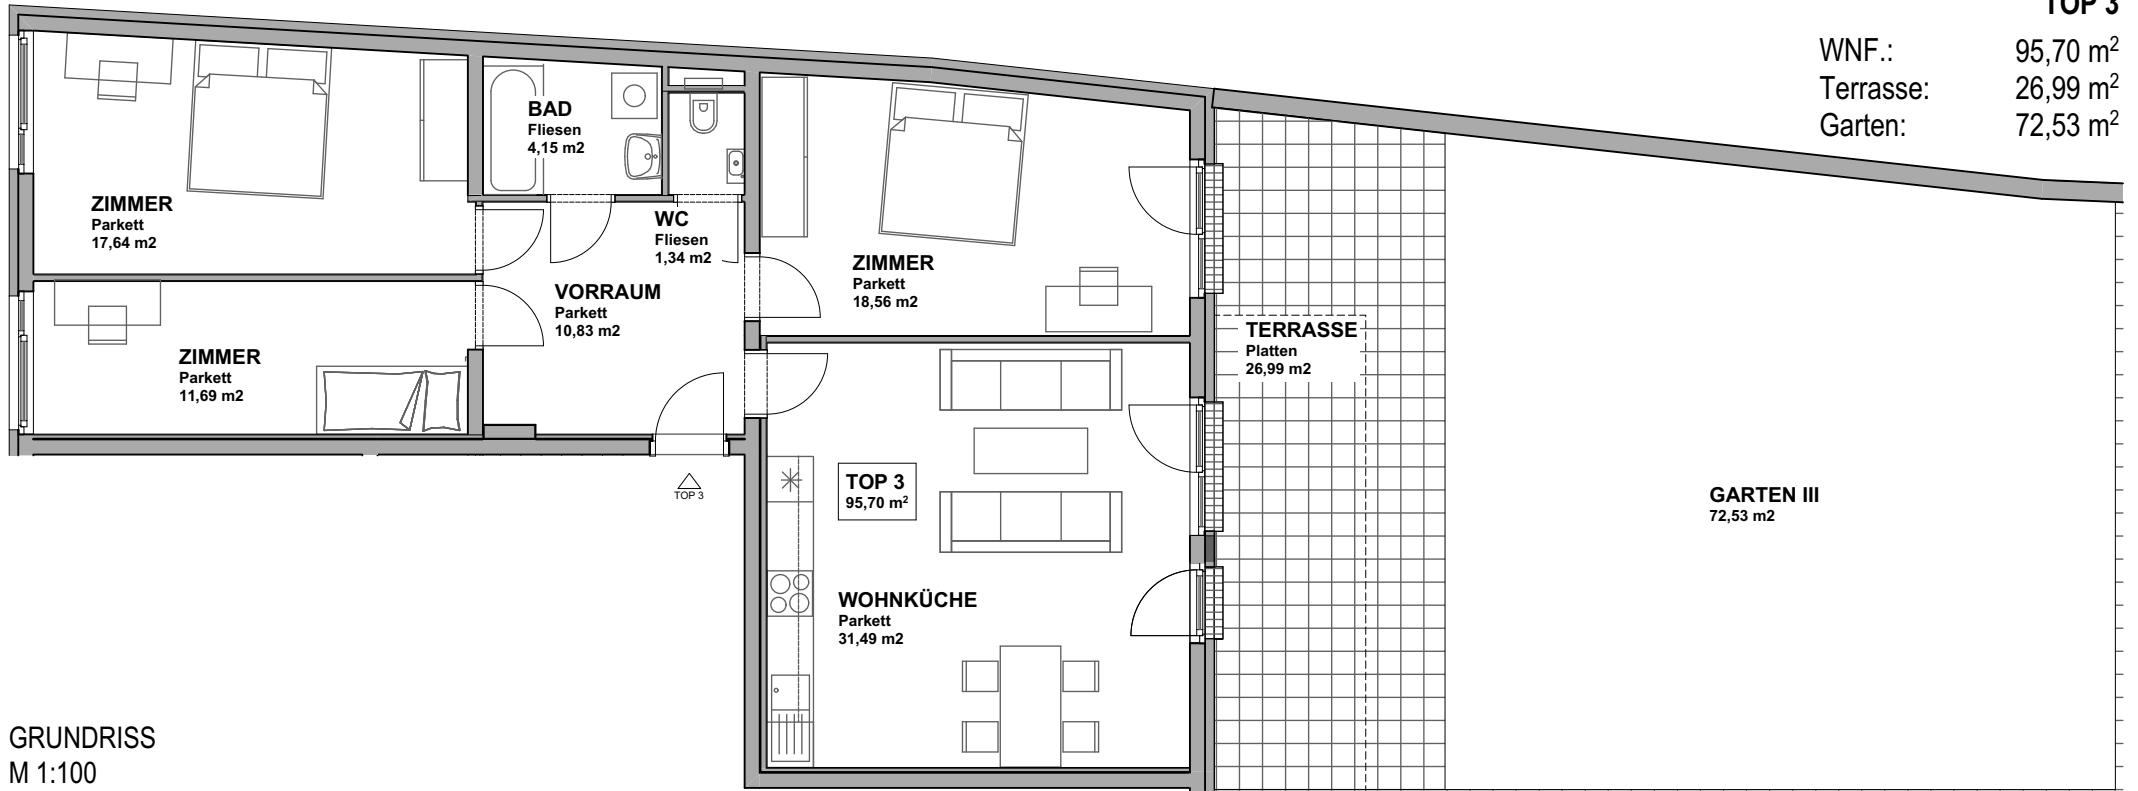 TOP 3
WNF.: 95,70 m²
Terrasse: 26,99 m²
Garten: 72,53 m²
BAD
Fliesen
4,15 m2
ZIMMER
Parkett
17,64 m2
WC
Fliesen
1,34 m2
ZIMMER
Parkett
18,56 m2
VORRAUM
Parkett
10,83 m2
ZIMMER
Parkett
11,69 m2
TERRASSE
Platten
26,99 m2
TOP 3
TOP 3
95,70 m²
GARTEN III
72,53 m2
WOHNKÜCHE
Parkett
31,49 m2
GRUNDRISS
M 1:100